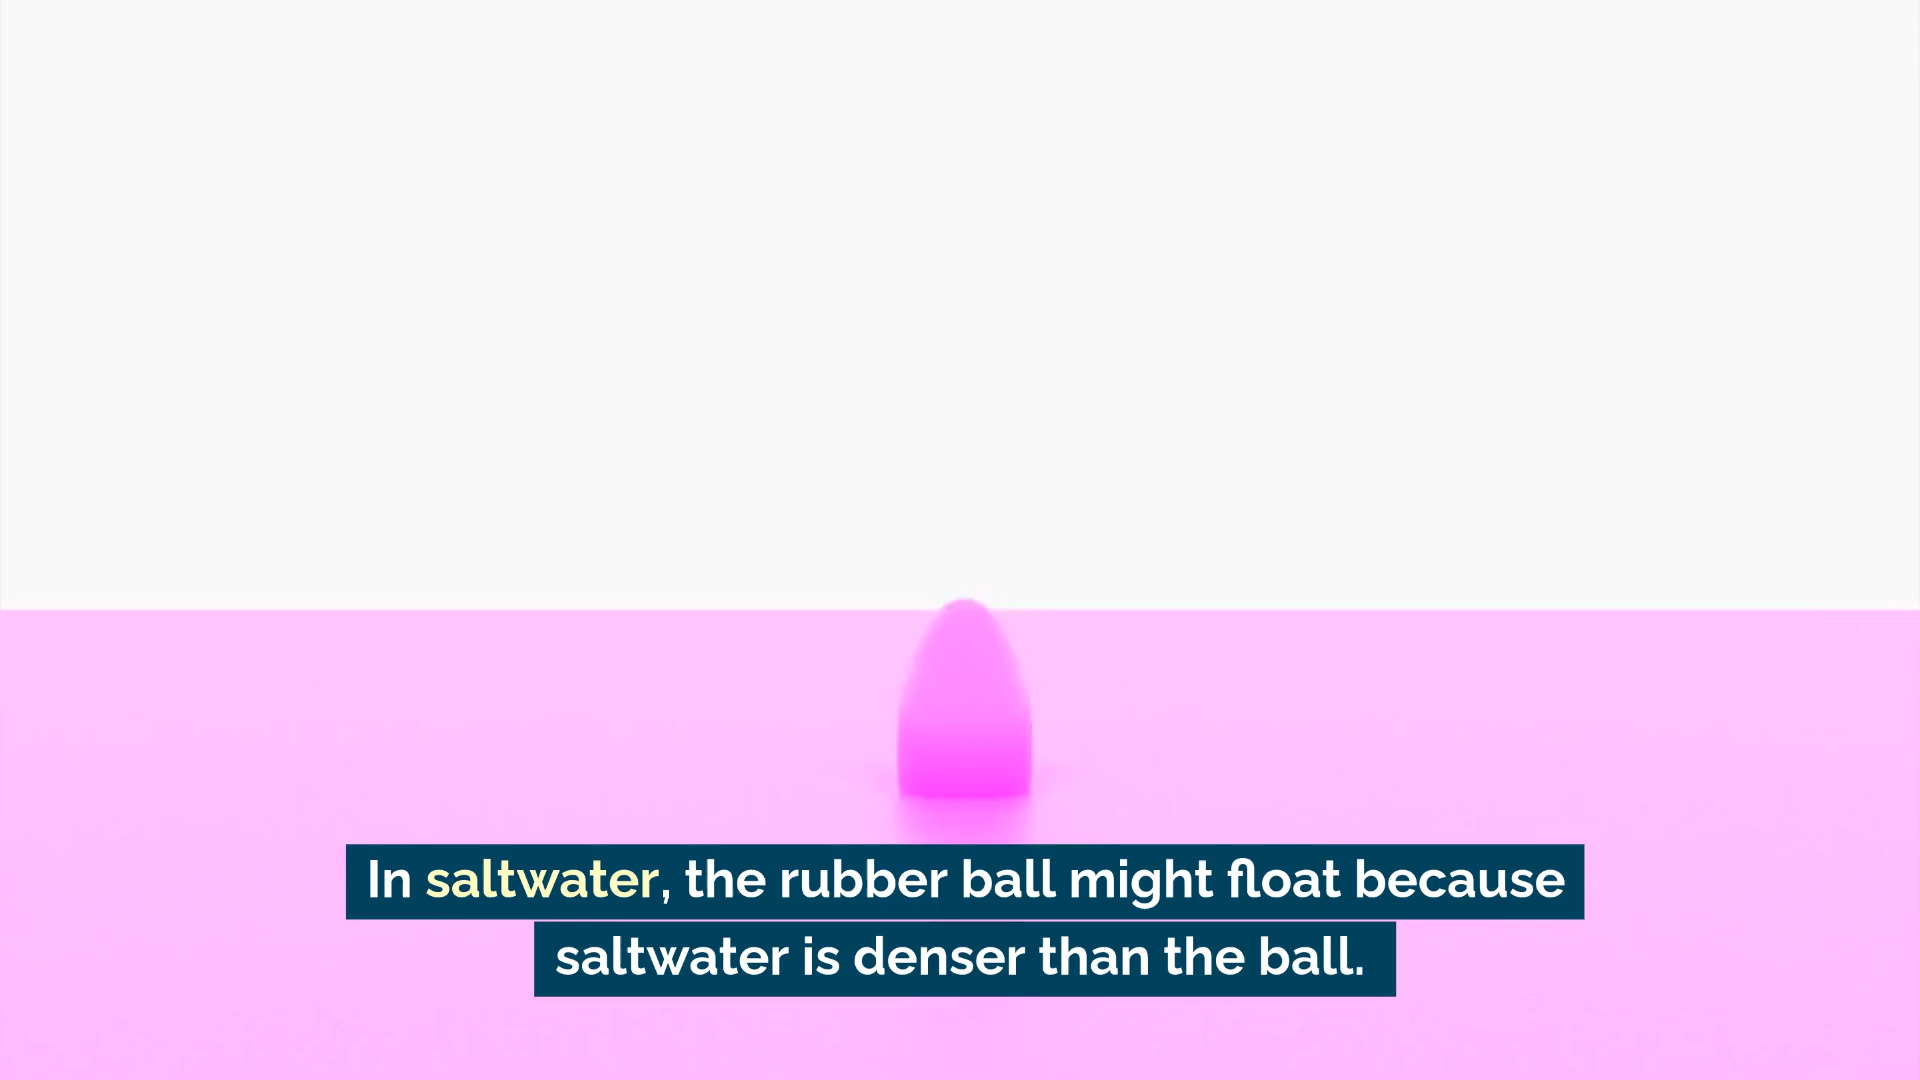 In saltwater, the rubber ball might float because
saltwater is denser than the ball.